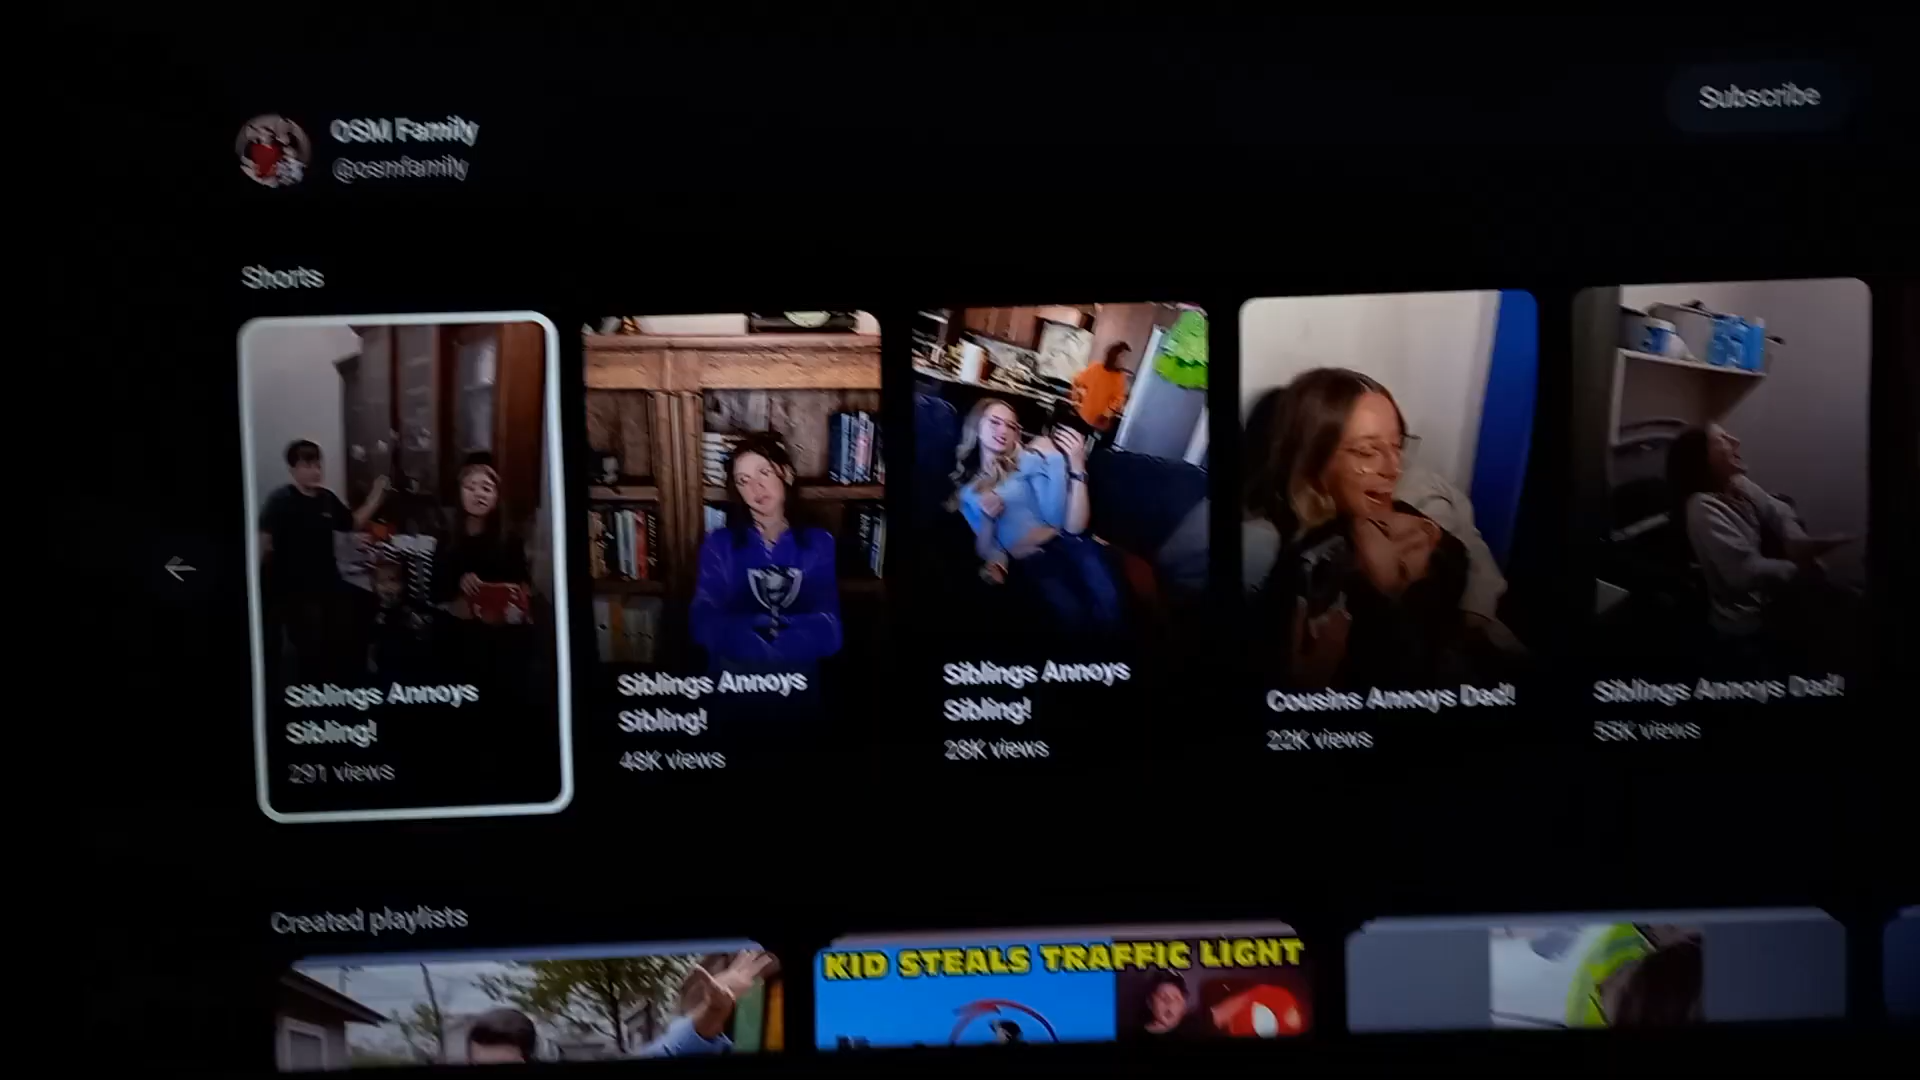 Subscribe
OSM Family
@osmfamily
Shorts
Siblings Annoys
Sibling!
291 views
Siblings Annoys
Sibling!
48K views
Siblings Annoys
Sibling!
28K views
Cousins Annoys Dad!
22K views
Siblings Annoys Dad!
55K views
Created playlists
KID STEALS TRAFFIC LIGHT